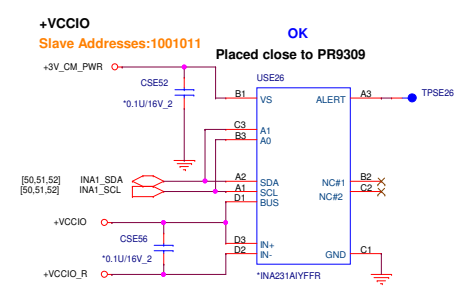 +VCCIO
OK
Slave Addresses:1001011
Placed close to PR9309
+3V_CM_PWR
CSE52
USE26
TPSE26
B1
VS
ALERT
A3
*0.1U/16V_2
C3
A1
B3
A0
[50,51,52]
INA1_SDA
A2
SDA
NC#1
B2
[50,51,52]
INA1_SCL
A1
SCL
NC#2
C2
D1
BUS
+VCCIO
CSE56
D3
IN+
*0.1U/16V_2
D2
IN-
GND
C1
+VCCIO_R
*INA231AIYFFR